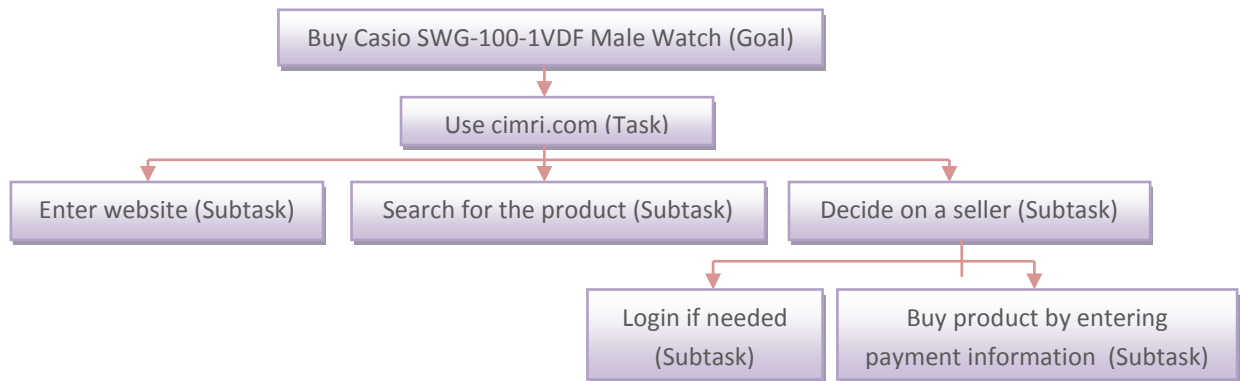 Buy Casio SWG-100-1VDF Male Watch (Goal)
Use cimri.com (Task)
Enter website (Subtask)
Search for the product (Subtask)
Decide on a seller (Subtask)
Login if needed
(Subtask)
Buy product by entering
payment information (Subtask)